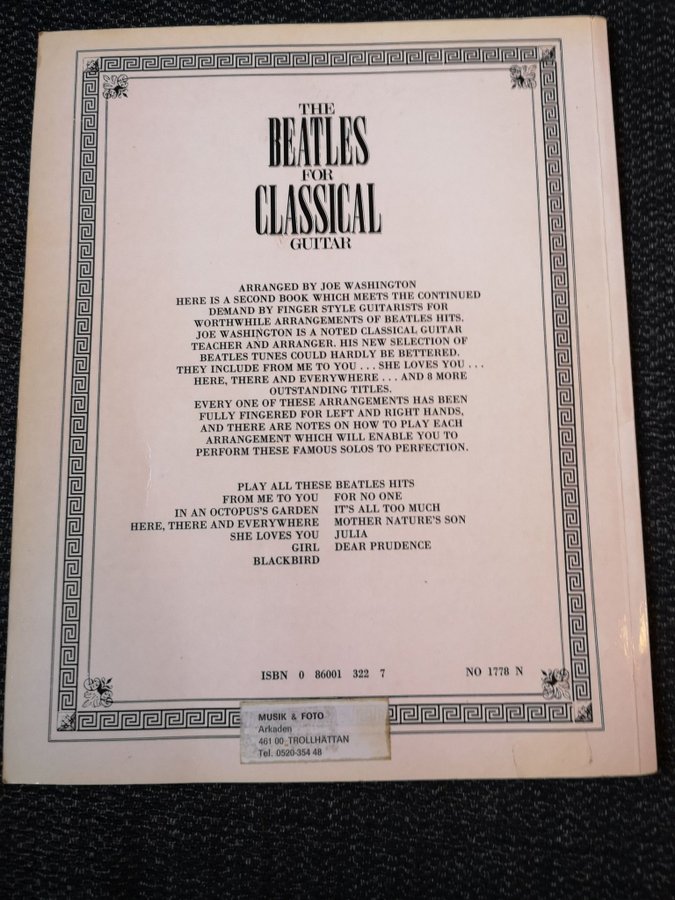 THE
BEATLES
FOR
CLASSICAL
GUITAR
ARRANGED BY JOE WASHINGTON
HERE IS A SECOND BOOK WHICH MEETS THE CONTINUED
DEMAND BY FINGER STYLE GUITARISTS FOR
WORTHWHILE ARRANGEMENTS OF BEATLES HITS.
JOE WASHINGTON IS A NOTED CLASSICAL GUITAR
TEACHER AND ARRANGER. HIS NEW SELECTION OF
BEATLES TUNES COULD HARDLY BE BETTERED.
THEY INCLUDE FROM ME TO YOU . . . SHE LOVES YOU . . .
HERE, THERE AND EVERYWHERE . . . AND 8 MORE
OUTSTANDING TITLES.
EVERY ONE OF THESE ARRANGEMENTS HAS BEEN
FULLY FINGERED FOR LEFT AND RIGHT HANDS,
AND THERE ARE NOTES ON HOW TO PLAY EACH
ARRANGEMENT WHICH WILL ENABLE YOU TO
PERFORM THESE FAMOUS SOLOS TO PERFECTION.
PLAY ALL THESE BEATLES HITS
FROM ME TO YOU FOR NO ONE
IN AN OCTOPUS'S GARDEN IT'S ALL TOO MUCH
HERE, THERE AND EVERYWHERE MOTHER NATURE'S SON
SHE LOVES YOU JULIA
GIRL DEAR PRUDENCE
BLACKBIRD
ISBN 0 86001 322 7 NO 1778 N
MUSIK & FOTO
Arkaden
461 00 TROLLHÄTTAN
Tel. 0520-354 48